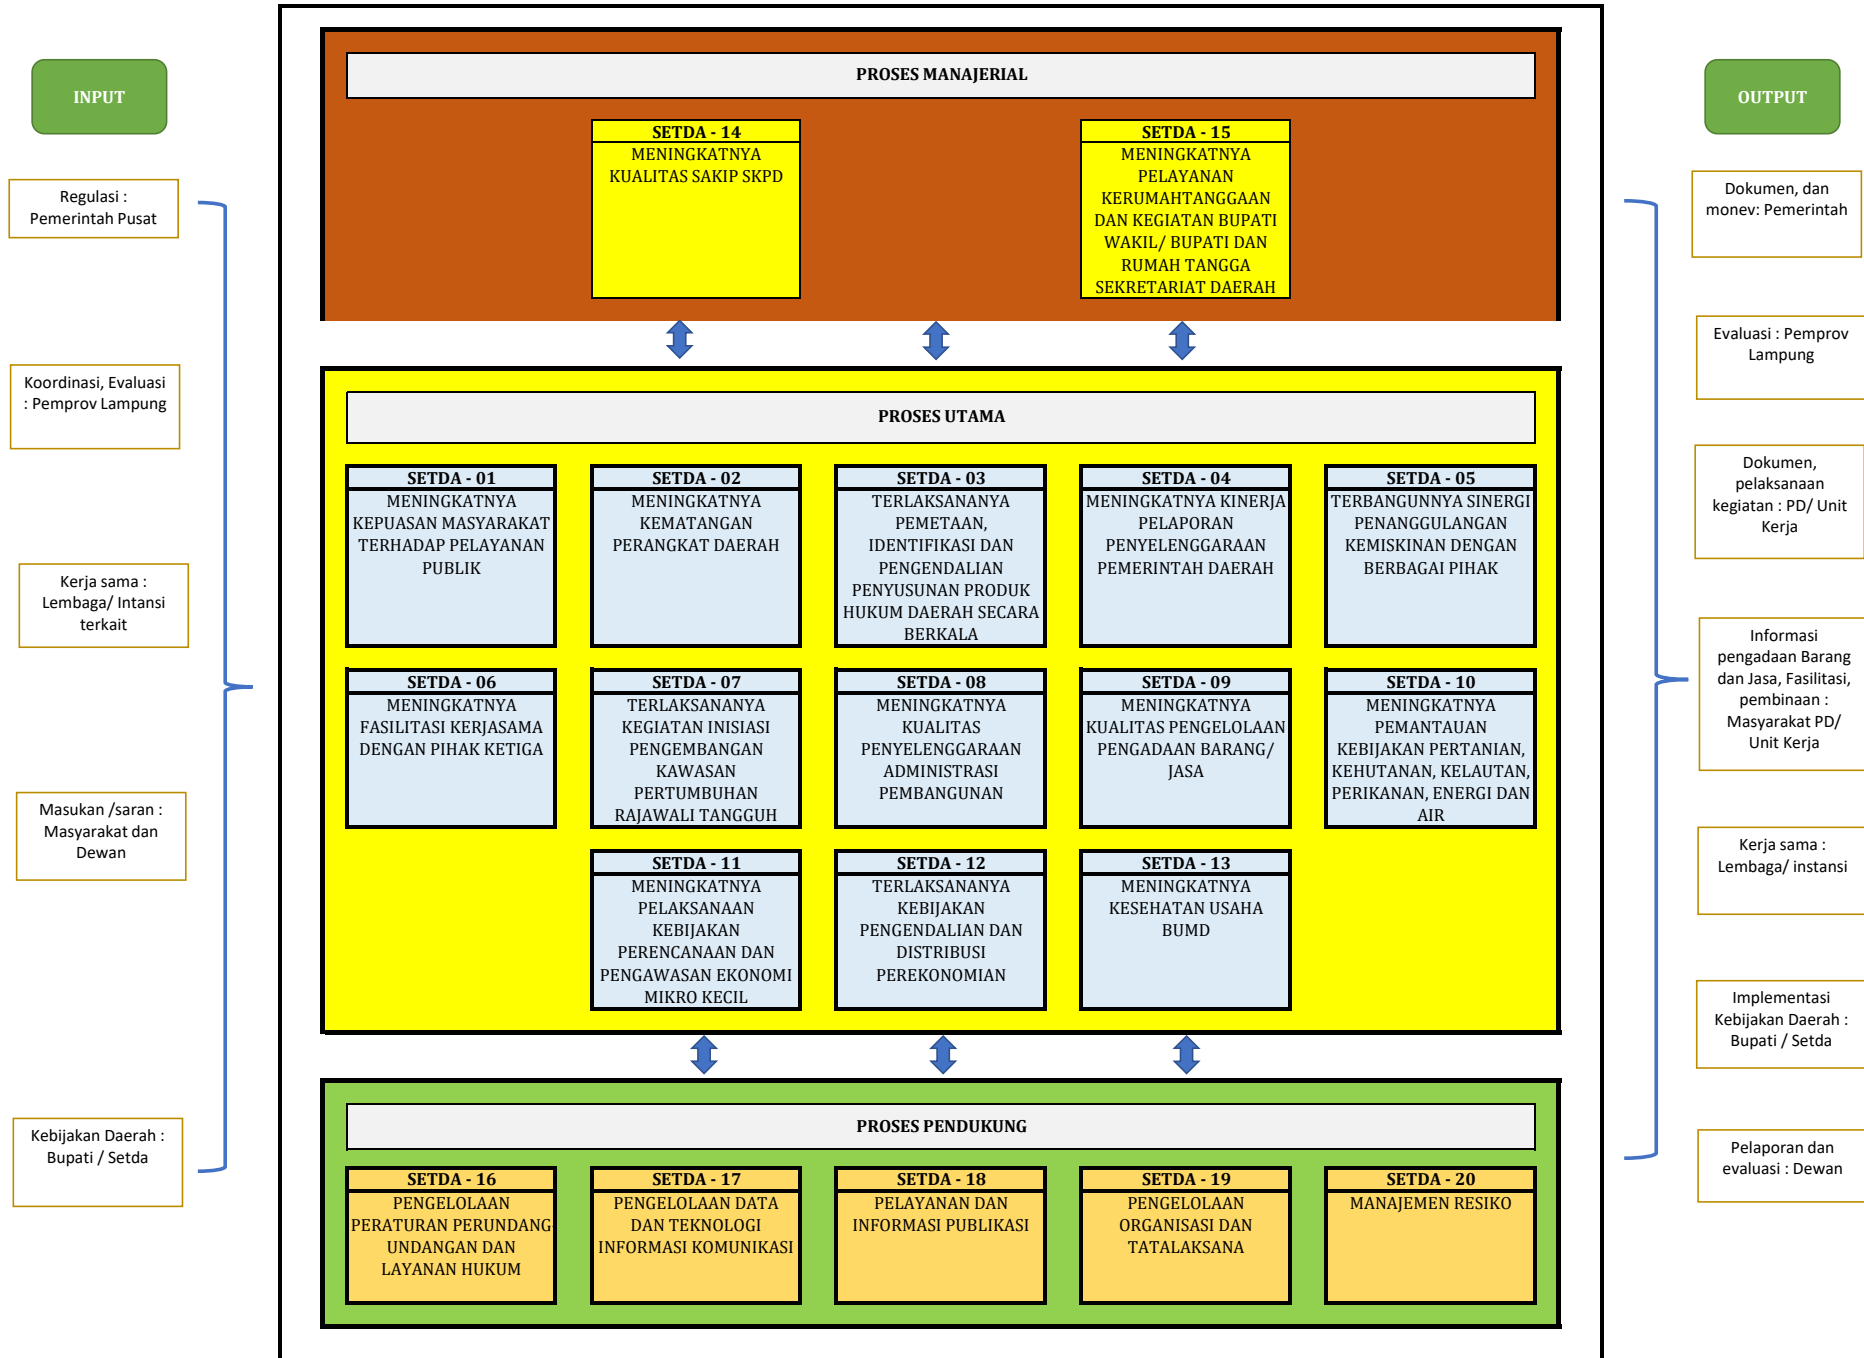 INPUT
Regulasi :
Pemerintah Pusat
Koordinasi, Evaluasi
: Pemprov Lampung
Kerja sama :
Lembaga/ Intansi
terkait
Masukan /saran :
Masyarakat dan
Dewan
Kebijakan Daerah :
Bupati / Setda
PROSES MANAJERIAL
SETDA - 14
MENINGKATNYA
KUALITAS SAKIP SKPD
SETDA - 15
MENINGKATNYA
PELAYANAN
KERUMAHTANGGAAN
DAN KEGIATAN BUPATI
WAKIL/ BUPATI DAN
RUMAH TANGGA
SEKRETARIAT DAERAH
PROSES UTAMA
SETDA - 01
MENINGKATNYA
KEPUASAN MASYARAKAT
TERHADAP PELAYANAN
PUBLIK
SETDA - 02
MENINGKATNYA
KEMATANGAN
PERANGKAT DAERAH
SETDA - 03
TERLAKSANANYA
PEMETAAN,
IDENTIFIKASI DAN
PENGENDALIAN
PENYUSUNAN PRODUK
HUKUM DAERAH SECARA
BERKALA
SETDA - 04
MENINGKATNYA KINERJA
PELAPORAN
PENYELENGGARAAN
PEMERINTAH DAERAH
SETDA - 05
TERBANGUNNYA SINERGI
PENANGGULANGAN
KEMISKINAN DENGAN
BERBAGAI PIHAK
SETDA - 06
MENINGKATNYA
FASILITASI KERJASAMA
DENGAN PIHAK KETIGA
SETDA - 07
TERLAKSANANYA
KEGIATAN INISIASI
PENGEMBANGAN
KAWASAN
PERTUMBUHAN
RAJAWALI TANGGUH
SETDA - 08
MENINGKATNYA
KUALITAS
PENYELENGGARAAN
ADMINISTRASI
PEMBANGUNAN
SETDA - 09
MENINGKATNYA
KUALITAS PENGELOLAAN
PENGADAAN BARANG/
JASA
SETDA - 10
MENINGKATNYA
PEMANTAUAN
KEBIJAKAN PERTANIAN,
KEHUTANAN, KELAUTAN,
PERIKANAN, ENERGI DAN
AIR
SETDA - 11
MENINGKATNYA
PELAKSANAAN
KEBIJAKAN
PERENCANAAN DAN
PENGAWASAN EKONOMI
MIKRO KECIL
SETDA - 12
TERLAKSANANYA
KEBIJAKAN
PENGENDALIAN DAN
DISTRIBUSI
PEREKONOMIAN
SETDA - 13
MENINGKATNYA
KESEHATAN USAHA
BUMD
PROSES PENDUKUNG
SETDA - 16
PENGELOLAAN
PERATURAN PERUNDANG-
UNDANGAN DAN
LAYANAN HUKUM
SETDA - 17
PENGELOLAAN DATA
DAN TEKNOLOGI
INFORMASI KOMUNIKASI
SETDA - 18
PELAYANAN DAN
INFORMASI PUBLIKASI
SETDA - 19
PENGELOLAAN
ORGANISASI DAN
TATALAKSANA
SETDA - 20
MANAJEMEN RESIKO
OUTPUT
Dokumen, dan
monev: Pemerintah
Evaluasi : Pemprov
Lampung
Dokumen,
pelaksanaan
kegiatan : PD/ Unit
Kerja
Informasi
pengadaan Barang
dan Jasa, Fasilitasi,
pembinaan :
Masyarakat PD/
Unit Kerja
Kerja sama :
Lembaga/ instansi
Implementasi
Kebijakan Daerah :
Bupati / Setda
Pelaporan dan
evaluasi : Dewan